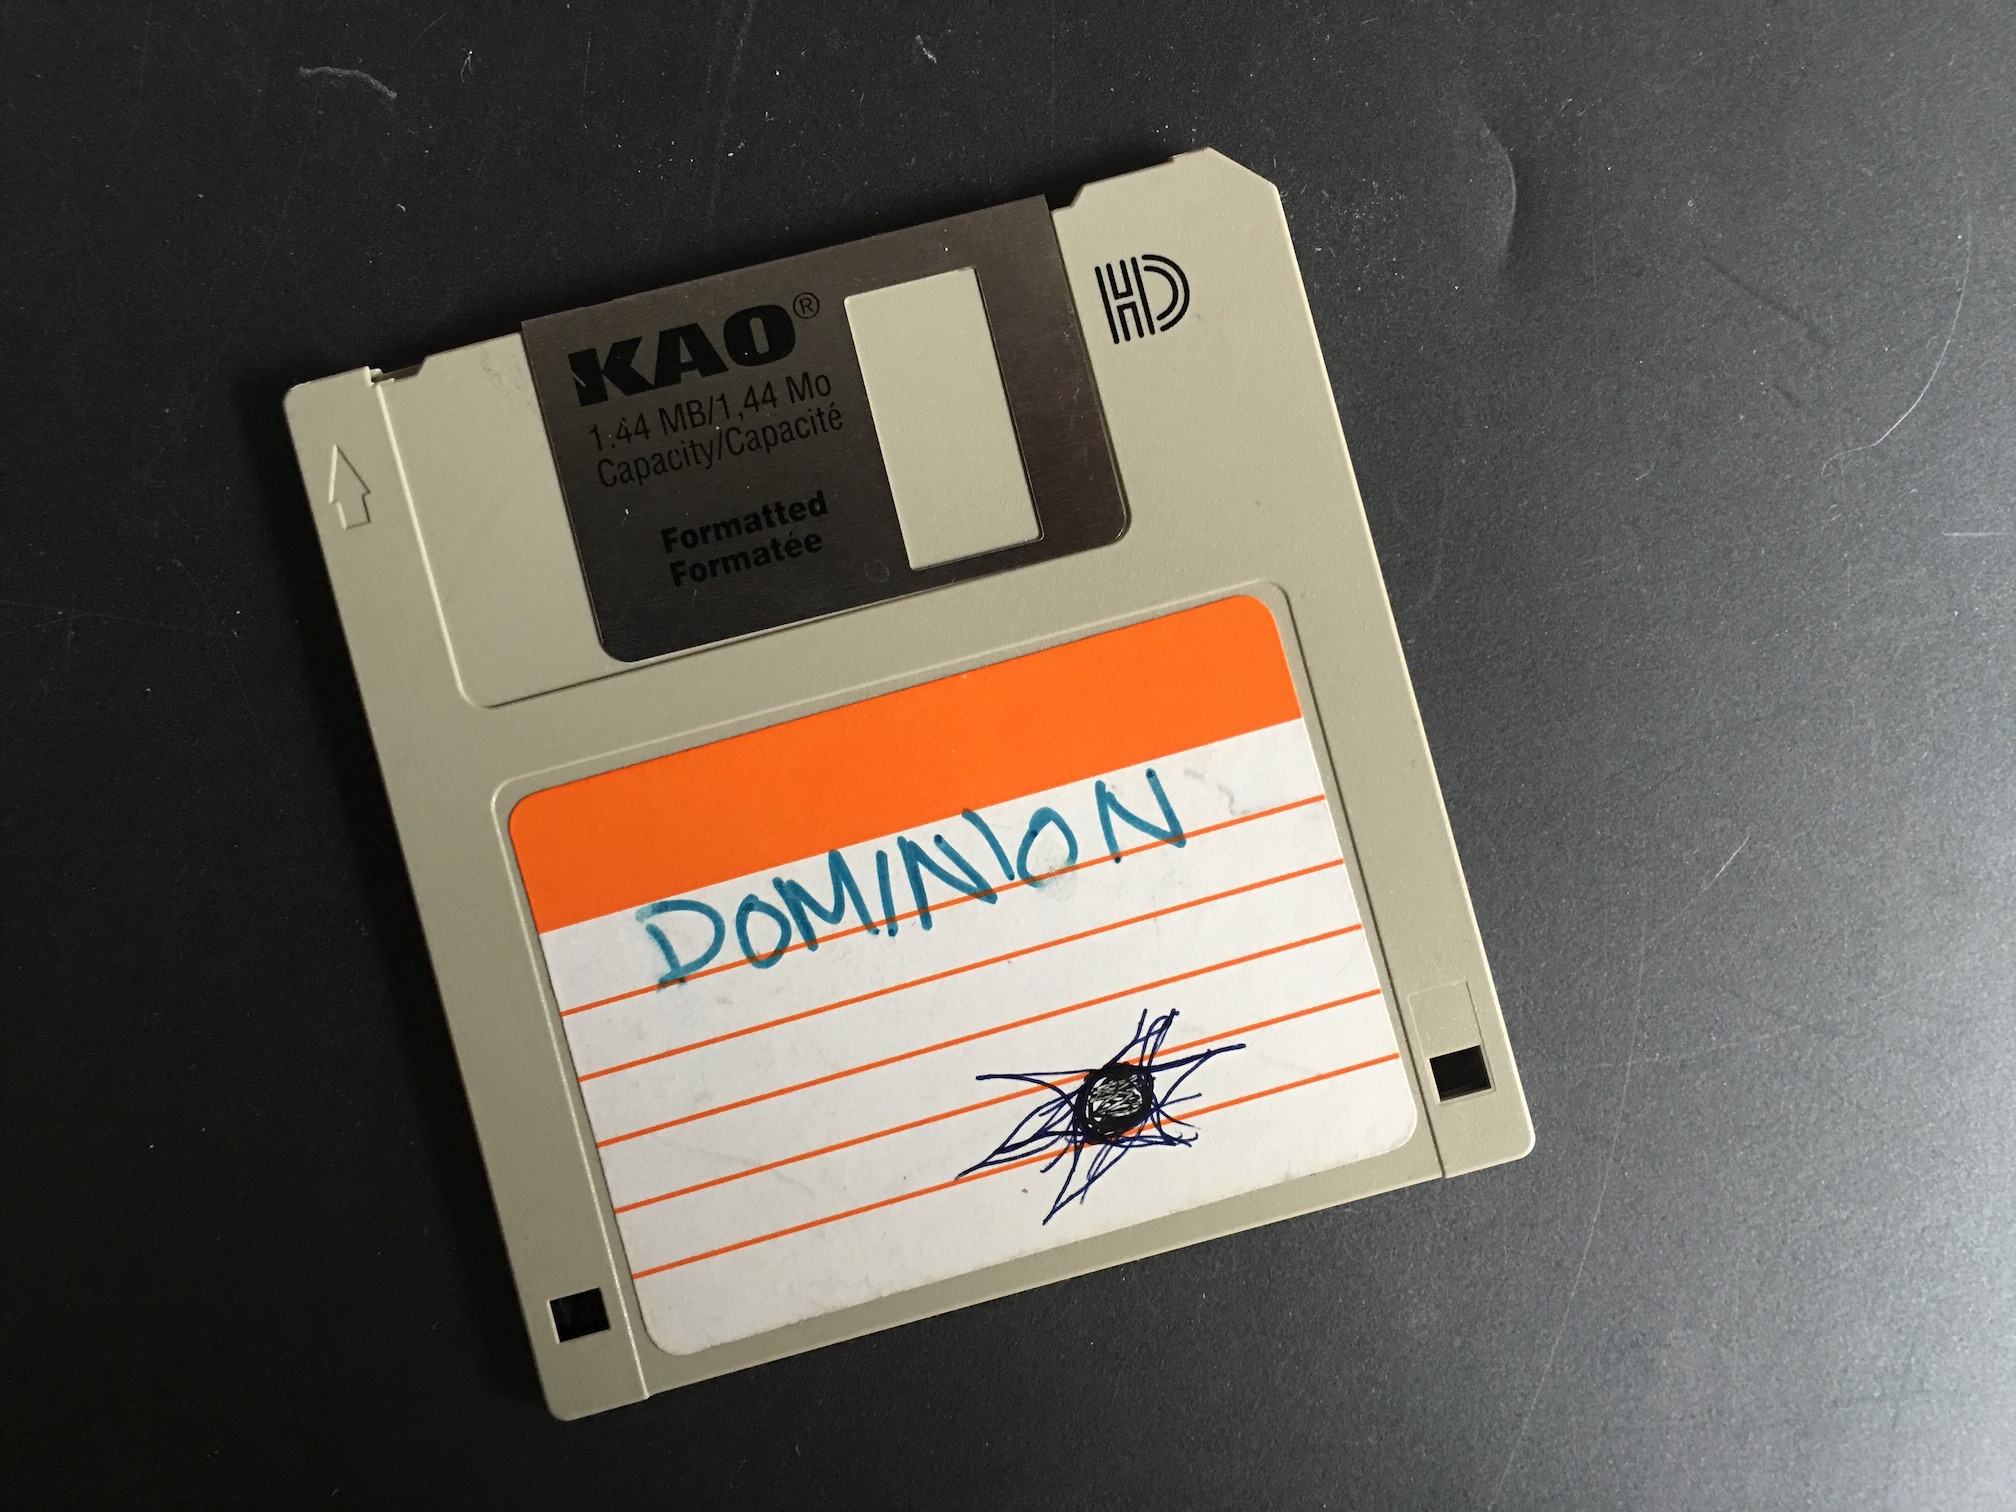 KAO®
1.44 MB/1,44 Mo
Capacity/Capacité
Formatted
Formatée
HD
DOMINION